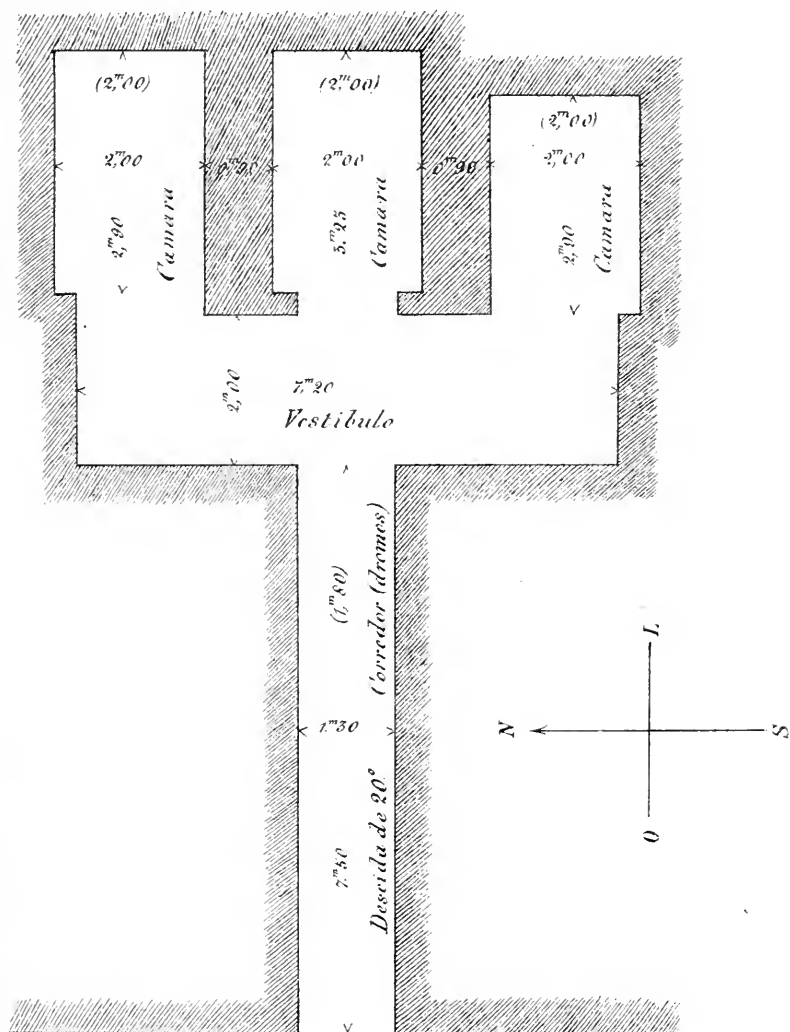 (2,ᵐ00)
2,ᵐ00
2,ᵐ90
Camara
0,ᵐ90
(2,ᵐ00)
2,ᵐ00
3,ᵐ25
Camara
0,ᵐ90
(2,ᵐ00)
2,ᵐ00
2,ᵐ90
Camara
2,ᵐ00
7,ᵐ20
Vestibulo
(1,ᵐ80)
Corredor (dromos)
1,ᵐ30
7,ᵐ50
Descida de 20°
N
L
O
S